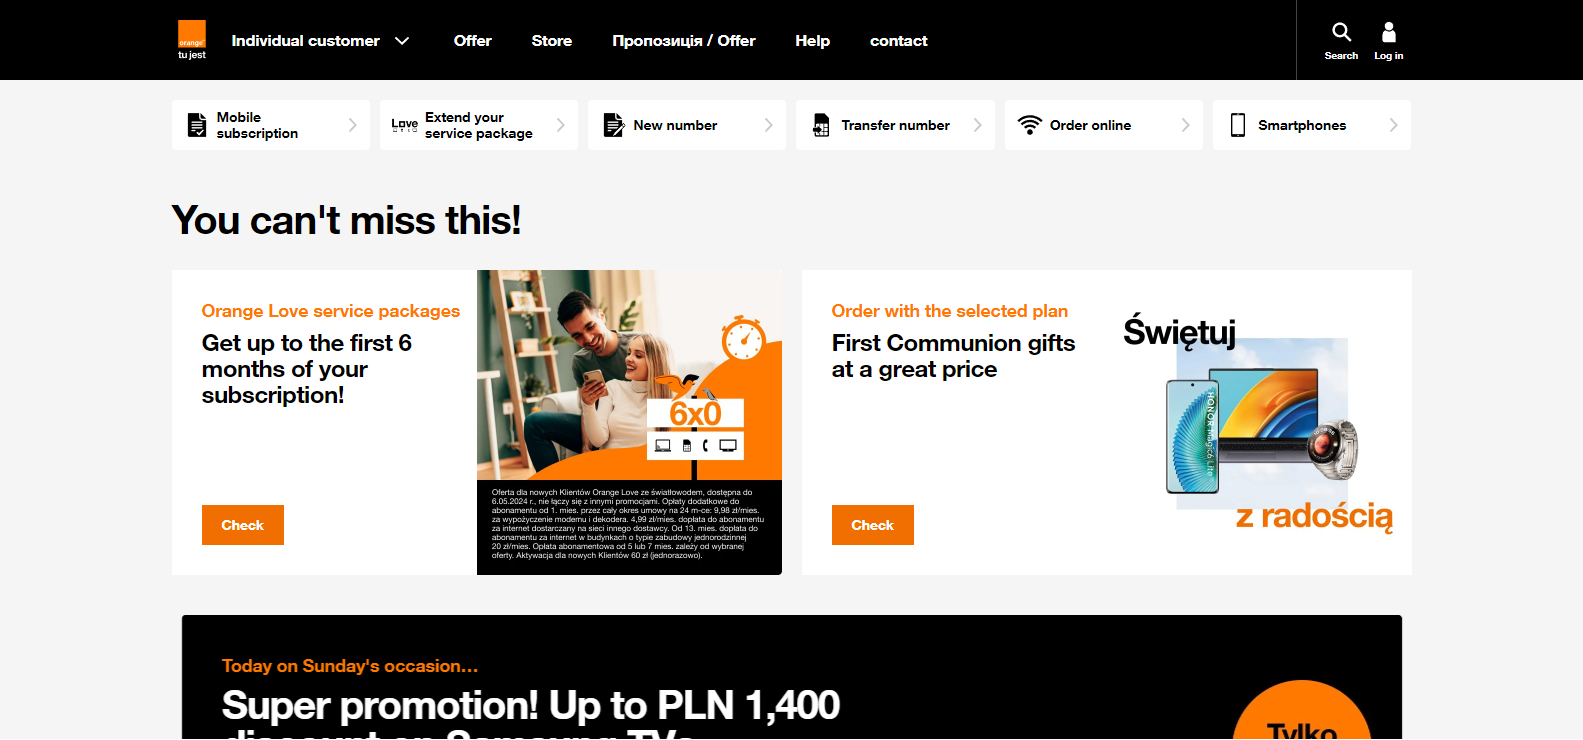 orange
tu jest
Individual customer
Offer
Store
Пропозиція / Offer
Help
contact
Search
Log in
Mobile
subscription
Love
Extend your
service package
New number
Transfer number
Order online
Smartphones
You can't miss this!
Orange Love service packages
Get up to the first 6
months of your
subscription!
Check
6x0
Oferta dla nowych Klientów Orange Love ze światłowodem, dostępna do
6.05.2024 r., nie łączy się z innymi promocjami. Opłaty dodatkowe do
abonamentu od 1. mies. przez cały okres umowy na 24 m-ce: 9,98 zł/mies.
za wypożyczenie modemu i dekodera. 4,99 zł/mies. dopłata do abonamentu
za internet dostarczany na sieci innego dostawcy. Od 13. mies. dopłata do
abonamentu za internet w budynkach o typie zabudowy jednorodzinnej
20 zł/mies. Opłata abonamentowa od 5 lub 7 mies. zależy od wybranej
oferty. Aktywacja dla nowych Klientów 60 zł (jednorazowo).
Order with the selected plan
First Communion gifts
at a great price
Check
Świętuj
HONOR Magic6 Lite
z radością
Today on Sunday's occasion...
Super promotion! Up to PLN 1,400
discount on Samsung TVs
Tylko